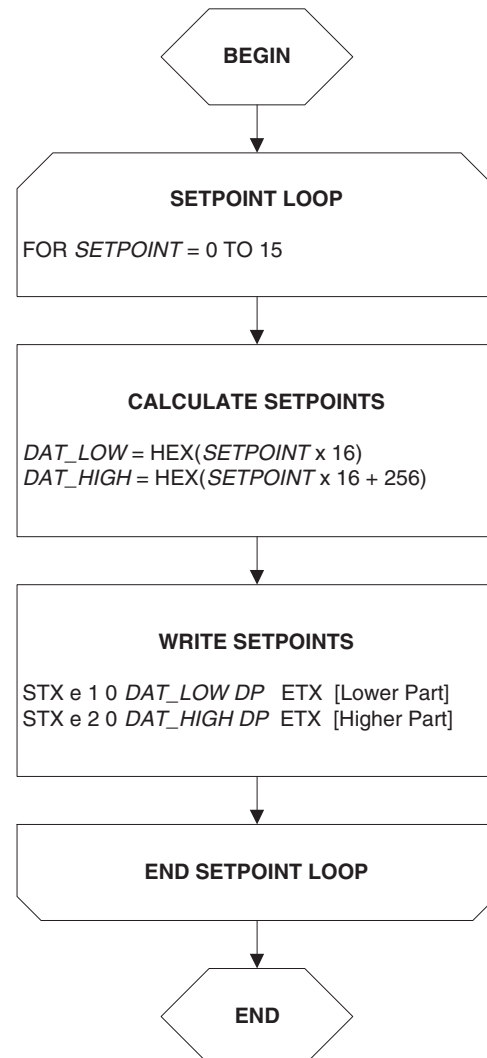 BEGIN
SETPOINT LOOP
FOR SETPOINT = 0 TO 15
CALCULATE SETPOINTS
DAT_LOW = HEX(SETPOINT x 16)
DAT_HIGH = HEX(SETPOINT x 16 + 256)
WRITE SETPOINTS
STX e 1 0 DAT_LOW DP ETX [Lower Part]
STX e 2 0 DAT_HIGH DP ETX [Higher Part]
END SETPOINT LOOP
END